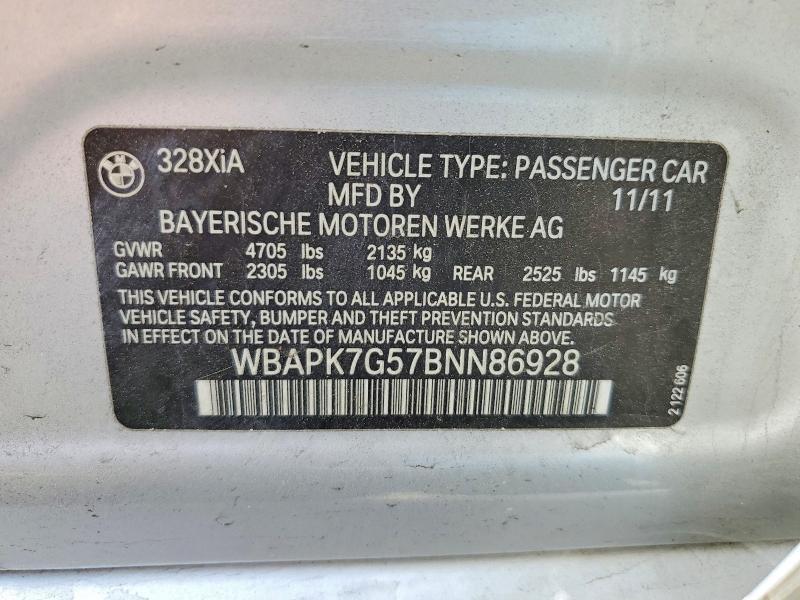 328XiA VEHICLE TYPE: PASSENGER CAR
MFD BY 11/11
BAYERISCHE MOTOREN WERKE AG
GVWR 4705 lbs 2135 kg
GAWR FRONT 2305 lbs 1045 kg REAR 2525 lbs 1145 kg
THIS VEHICLE CONFORMS TO ALL APPLICABLE U.S. FEDERAL MOTOR
VEHICLE SAFETY, BUMPER AND THEFT PREVENTION STANDARDS
IN EFFECT ON THE DATE OF MANUFACTURE SHOWN ABOVE.
WBAPK7G57BNN86928
2 122 606